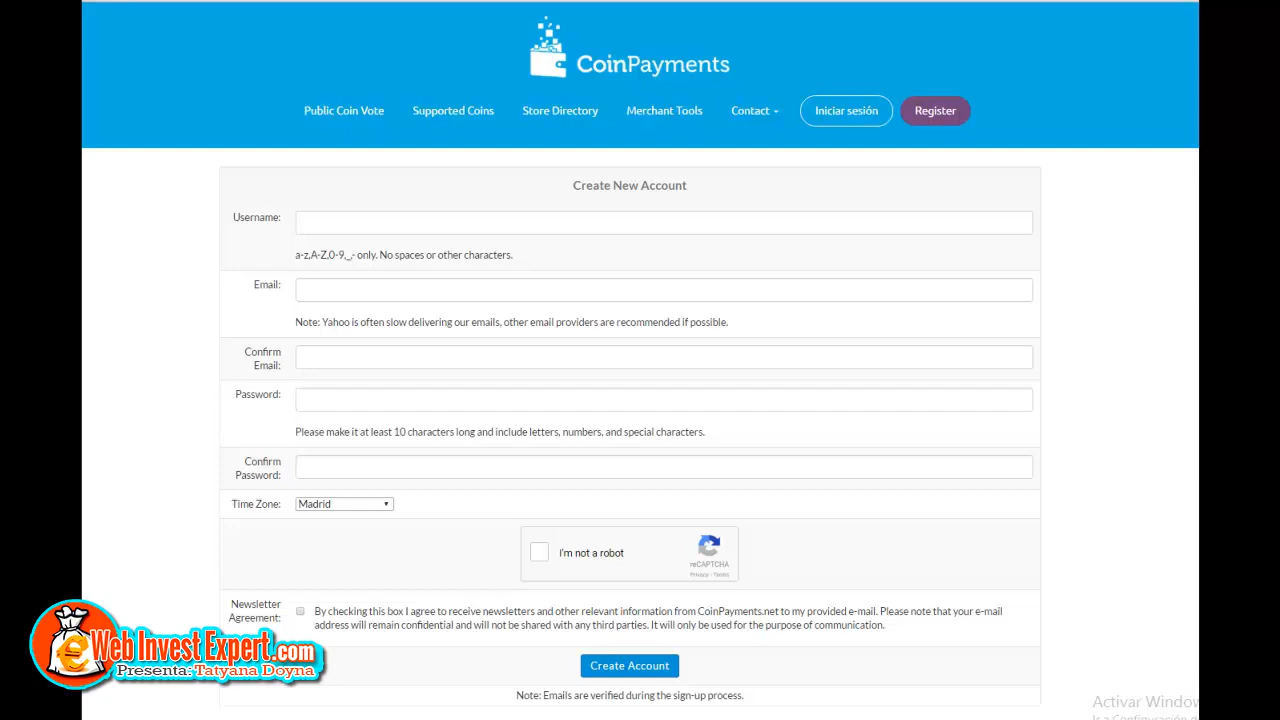 CoinPayments
Public Coin Vote Supported Coins Store Directory Merchant Tools Contact Iniciar sesión Register
Create New Account
Username:
a-z,A-Z,0-9,_,- only. No spaces or other characters.
Email:
Note: Yahoo is often slow delivering our emails, other email providers are recommended if possible.
Confirm
Email:
Password:
Please make it at least 10 characters long and include letters, numbers, and special characters.
Confirm
Password:
Time Zone: Madrid
I'm not a robot
reCAPTCHA
Privacy - Terms
Newsletter
Agreement:
By checking this box I agree to receive newsletters and other relevant information from CoinPayments.net to my provided e-mail. Please note that your e-mail
address will remain confidential and will not be shared with any third parties. It will only be used for the purpose of communication.
Create Account
Note: Emails are verified during the sign-up process.
e Web Invest Expert.com
Presenta: Tatyana Doyna
Activar Window